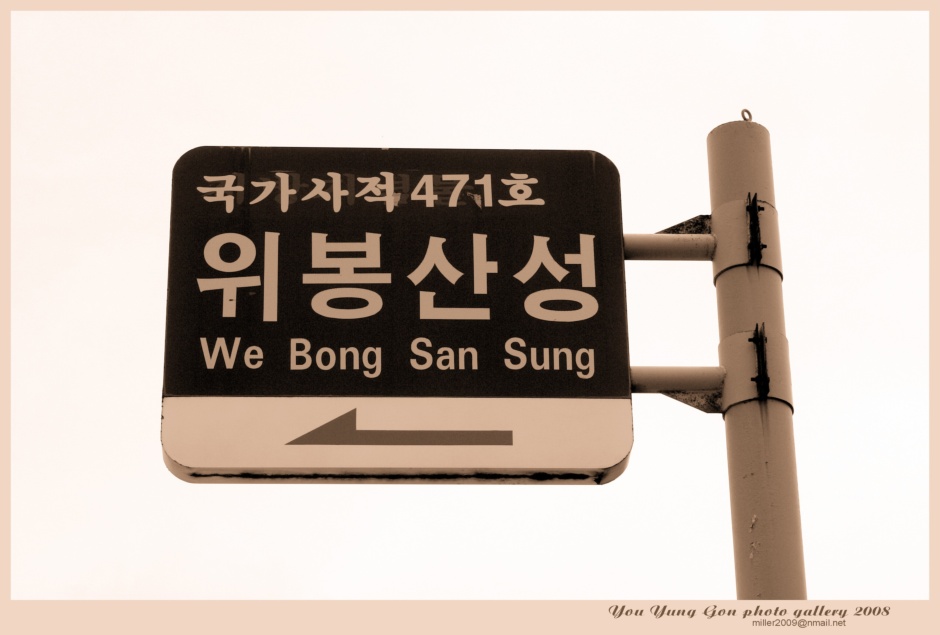 국가사적471호
위봉산성
We Bong San Sung
You Yung Gon photo gallery 2008
miller2009@nmail.net